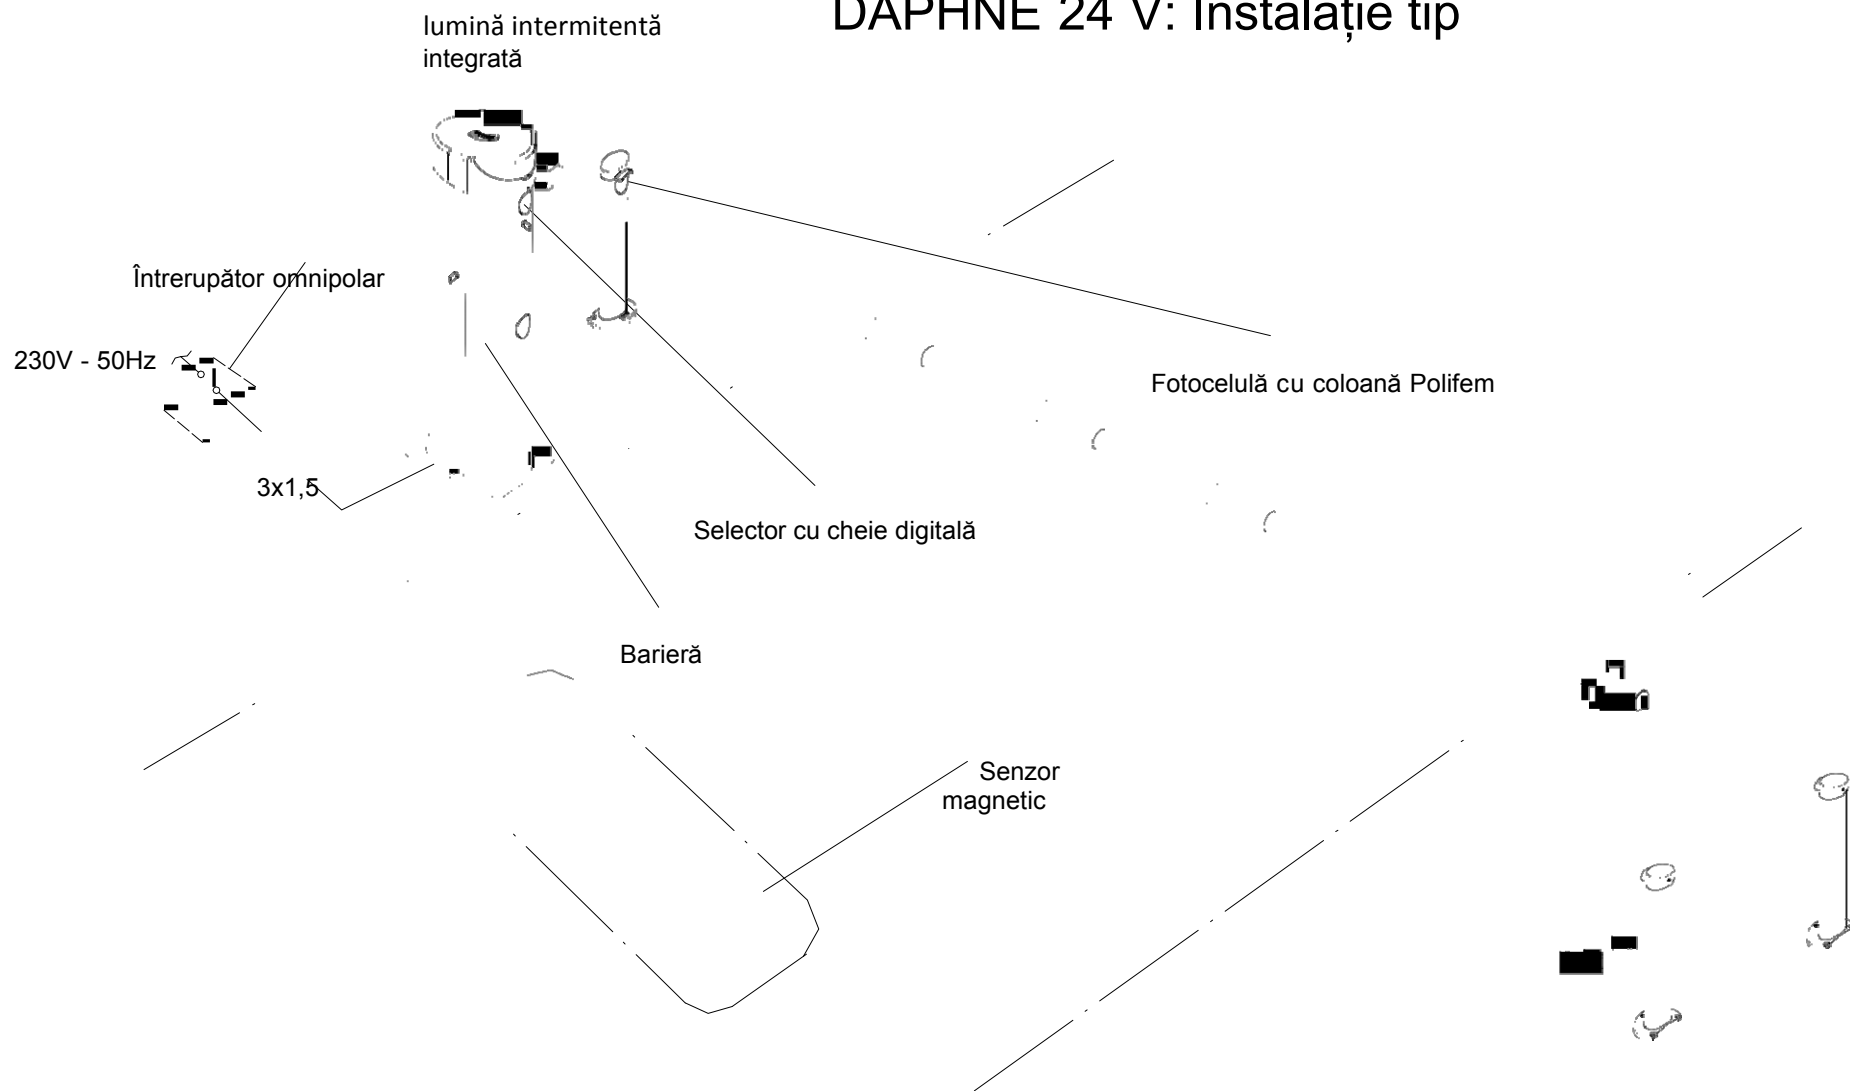 DAPHNE 24 V: Instalație tip
lumină intermitentă
integrată
Întrerupător omnipolar
230V - 50Hz
Fotocelulă cu coloană Polifem
3x1,5
Selector cu cheie digitală
Barieră
Senzor
magnetic